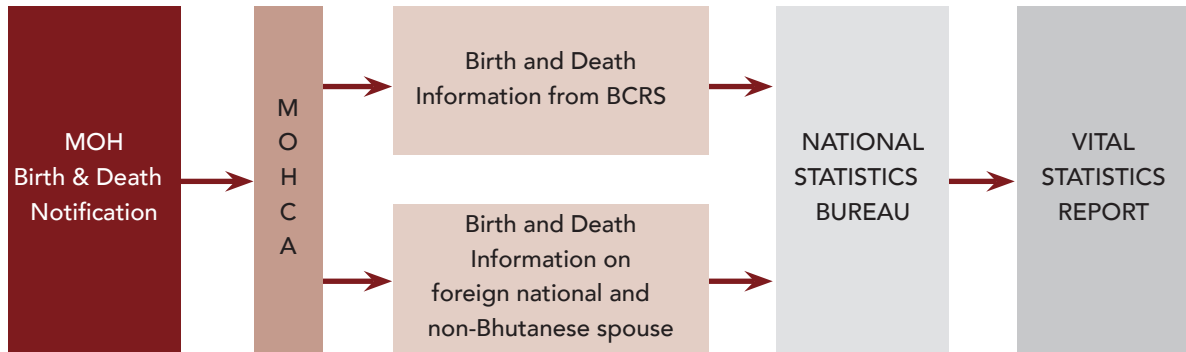 MOH
Birth & Death
Notification
M
O
H
C
A
Birth and Death
Information from BCRS
Birth and Death
Information on
foreign national and
non-Bhutanese spouse
NATIONAL
STATISTICS
BUREAU
VITAL
STATISTICS
REPORT